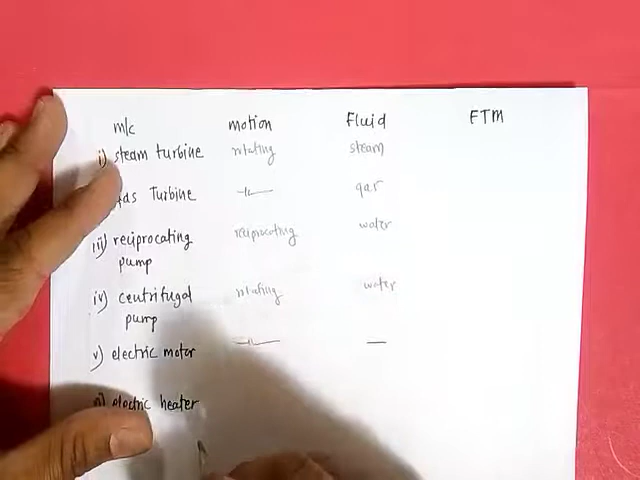 m/c motion Fluid FTM
i) steam turbine rotating steam
Gas Turbine —〃— gas
iii) reciprocating reciprocating water
pump
iv) centrifugal rotating water
pump
v) electric motor —〃— —
electric heater